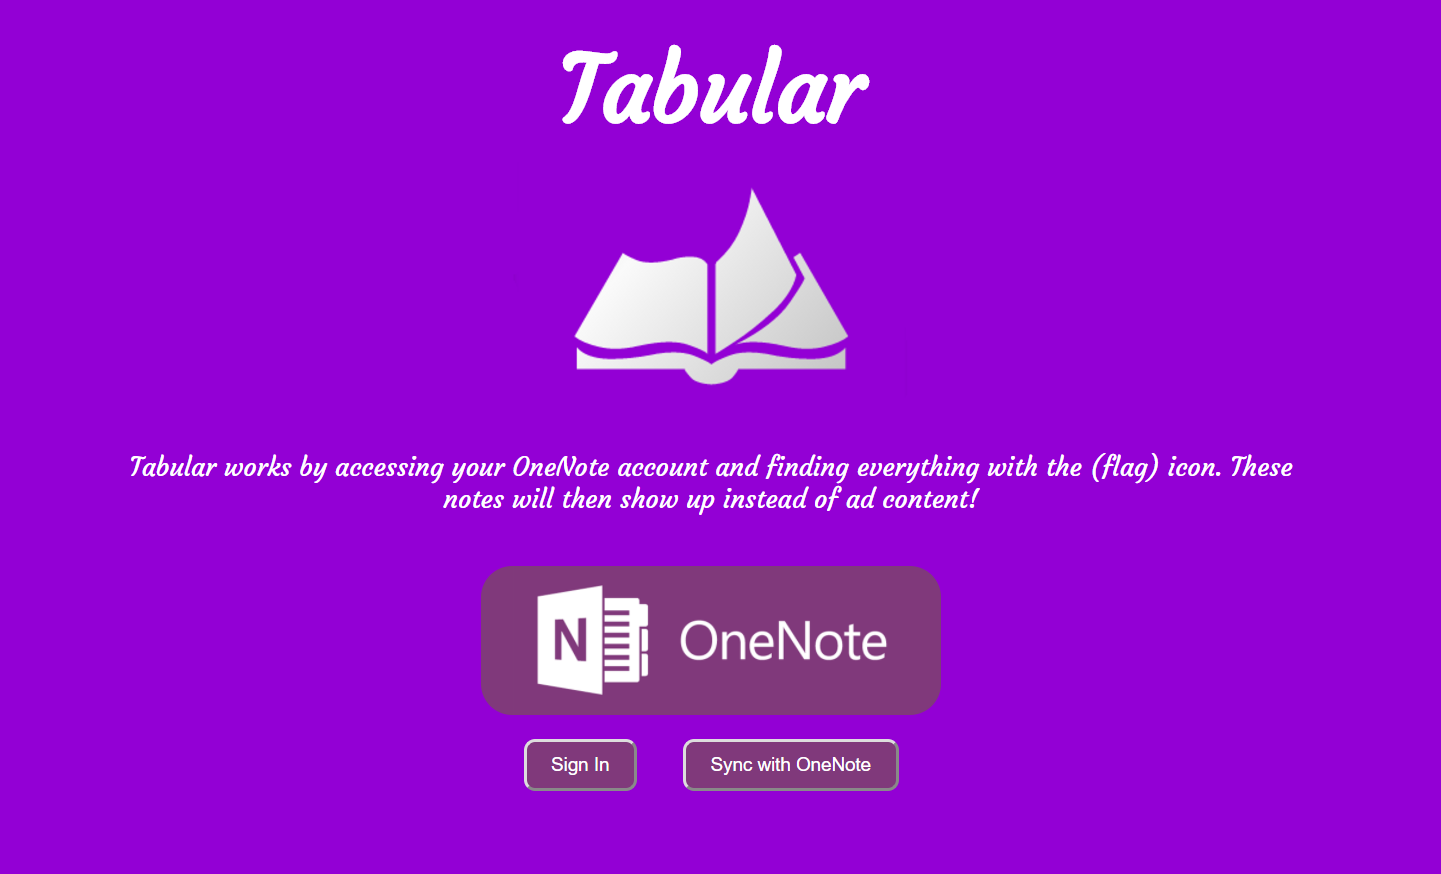 Tabular
Tabular works by accessing your OneNote account and finding everything with the (flag) icon. These
notes will then show up instead of ad content!
N OneNote
Sign In
Sync with OneNote